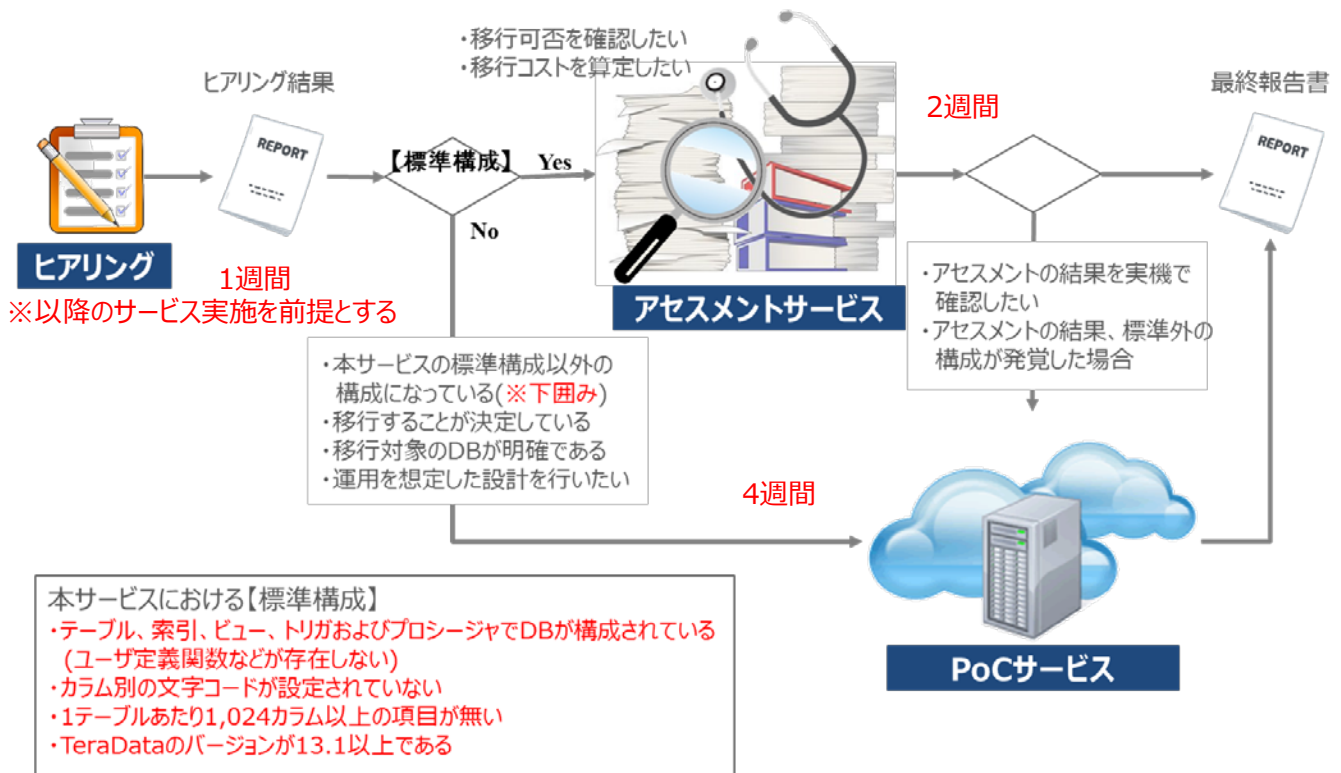 ・移行可否を確認したい
・移行コストを算定したい
ヒアリング結果
最終報告書
2週間
REPORT
REPORT
【標準構成】
Yes
No
ヒアリング
1週間
※以降のサービス実施を前提とする
アセスメントサービス
・アセスメントの結果を実機で
確認したい
・アセスメントの結果、標準外の
構成が発覚した場合
・本サービスの標準構成以外の
構成になっている(※下囲み)
・移行することが決定している
・移行対象のDBが明確である
・運用を想定した設計を行いたい
4週間
PoCサービス
本サービスにおける【標準構成】
・テーブル、索引、ビュー、トリガおよびプロシージャでDBが構成されている
(ユーザ定義関数などが存在しない)
・カラム別の文字コードが設定されていない
・1テーブルあたり1,024カラム以上の項目が無い
・TeraDataのバージョンが13.1以上である